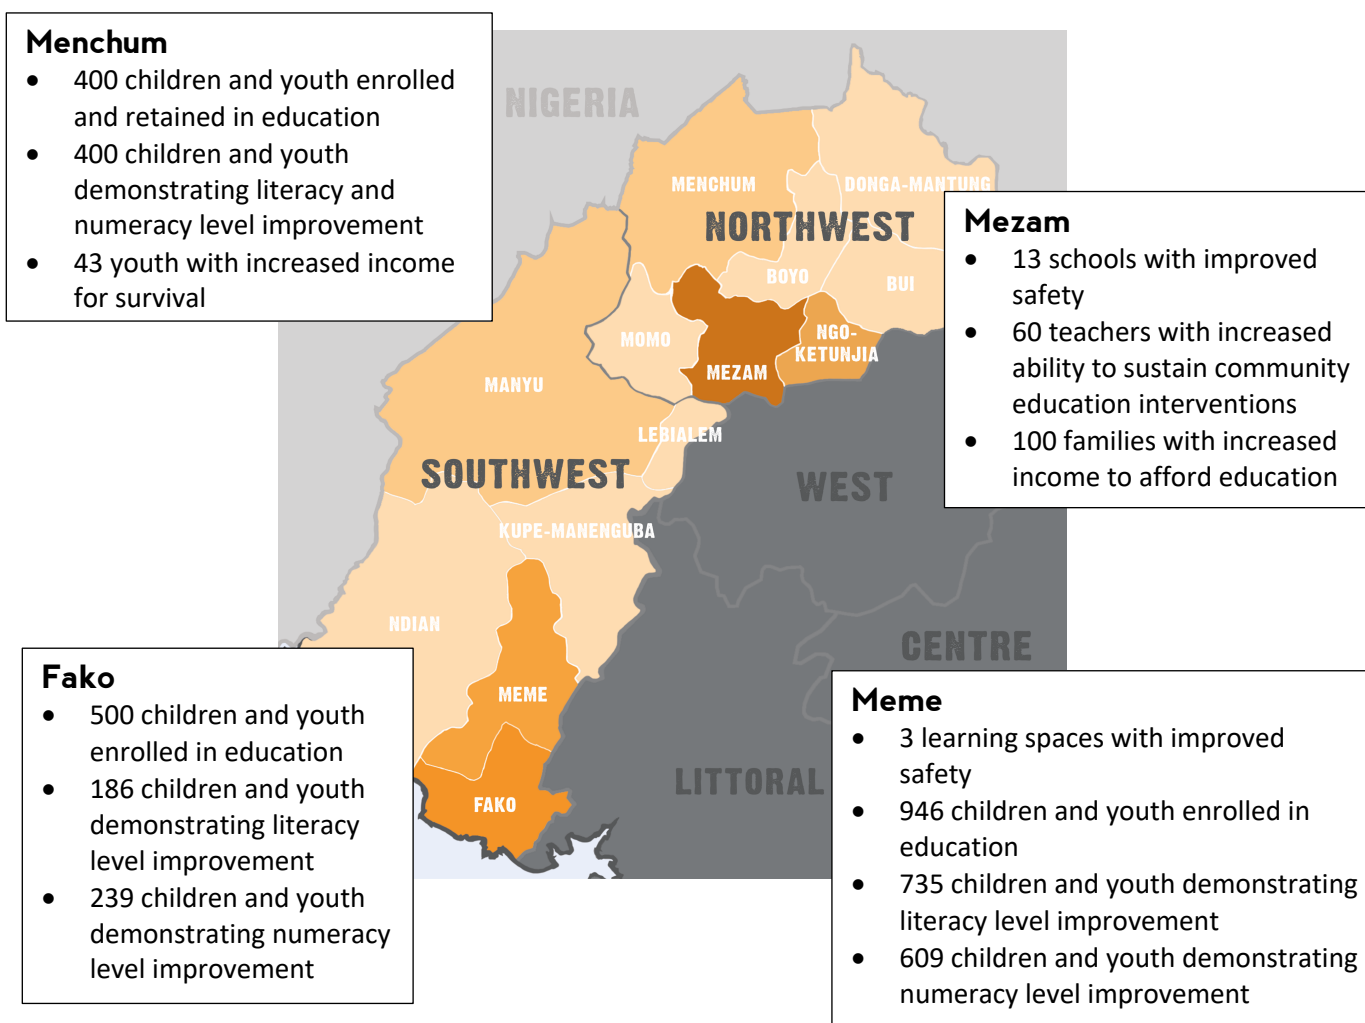 Menchum
• 400 children and youth enrolled
and retained in education
• 400 children and youth
demonstrating literacy and
numeracy level improvement
• 43 youth with increased income
for survival
NIGERIA
MENCHUM
DONGA-MANTUNG
NORTHWEST
BOYO
BUI
MOMO
NGO-
KETUNJIA
MEZAM
MANYU
LEBIALEM
SOUTHWEST
WEST
KUPE-MANENGUBA
NDIAN
CENTRE
MEME
LITTORAL
FAKO
Mezam
• 13 schools with improved
safety
• 60 teachers with increased
ability to sustain community
education interventions
• 100 families with increased
income to afford education
Fako
• 500 children and youth
enrolled in education
• 186 children and youth
demonstrating literacy
level improvement
• 239 children and youth
demonstrating numeracy
level improvement
Meme
• 3 learning spaces with improved
safety
• 946 children and youth enrolled in
education
• 735 children and youth demonstrating
literacy level improvement
• 609 children and youth demonstrating
numeracy level improvement